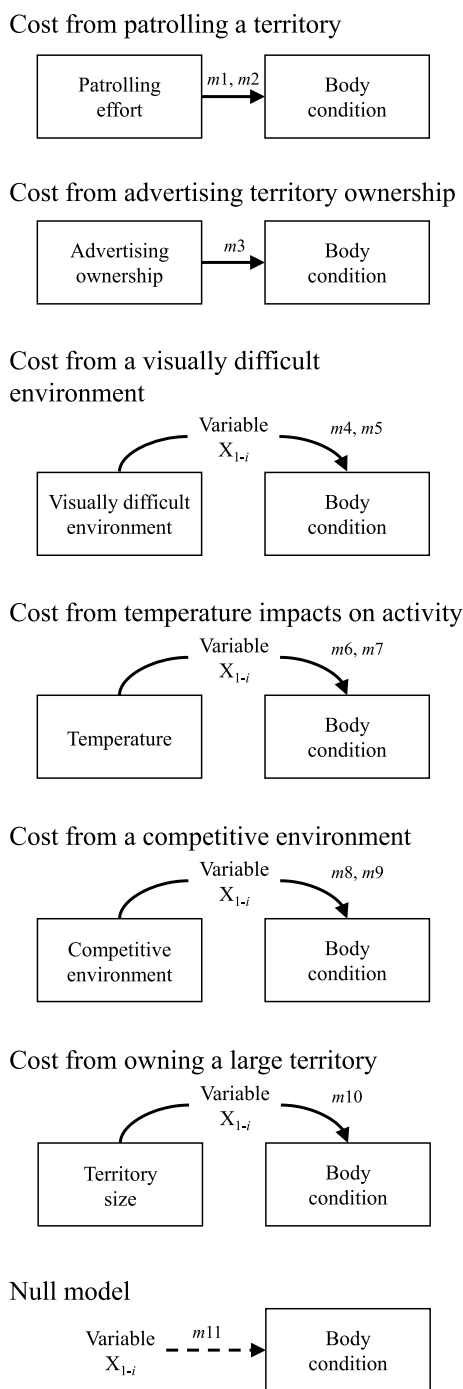 Cost from patrolling a territory
m1, m2
Patrolling
effort
Body
condition
Cost from advertising territory ownership
m3
Advertising
ownership
Body
condition
Cost from a visually difficult
environment
Variable
X1-i
m4, m5
Visually difficult
environment
Body
condition
Cost from temperature impacts on activity
Variable
X1-i
m6, m7
Temperature
Body
condition
Cost from a competitive environment
Variable
X1-i
m8, m9
Competitive
environment
Body
condition
Cost from owning a large territory
Variable
X1-i
m10
Territory
size
Body
condition
Null model
Variable
X1-i
m11
Body
condition